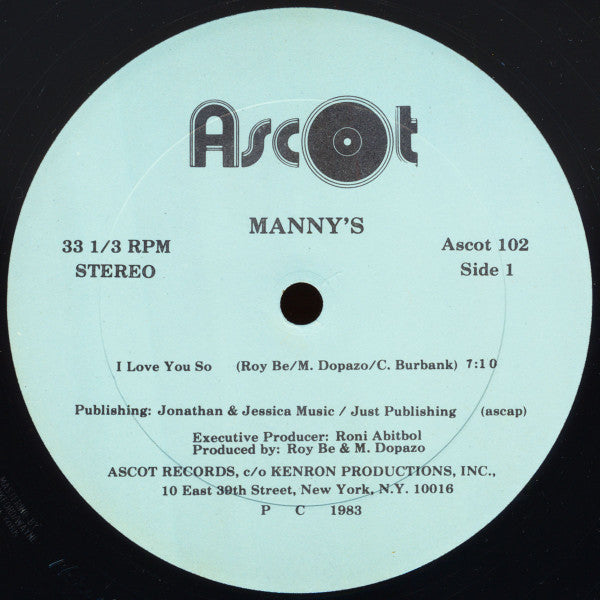 Ascot
MANNY'S
33 1/3 RPM
STEREO
Ascot 102
Side 1
I Love You So (Roy Be/M. Dopazo/C. Burbank) 7:10
Publishing: Jonathan & Jessica Music / Just Publishing (ascap)
Executive Producer: Roni Abitbol
Produced by: Roy Be & M. Dopazo
ASCOT RECORDS, c/o KENRON PRODUCTIONS, INC.,
10 East 39th Street, New York, N.Y. 10016
P C 1983